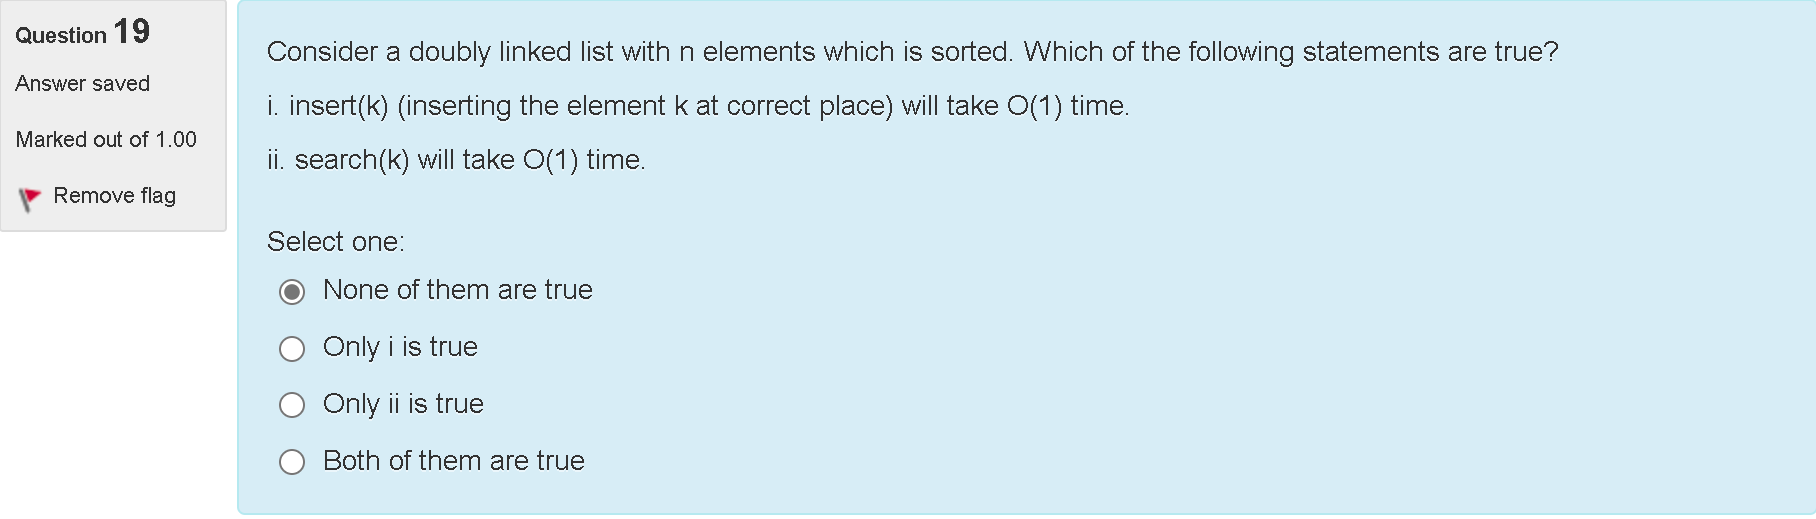 Question 19
Answer saved
Marked out of 1.00
Remove flag
Consider a doubly linked list with n elements which is sorted. Which of the following statements are true?
i. insert(k) (inserting the element k at correct place) will take O(1) time.
ii. search(k) will take O(1) time.
Select one:
None of them are true
Only i is true
Only ii is true
Both of them are true